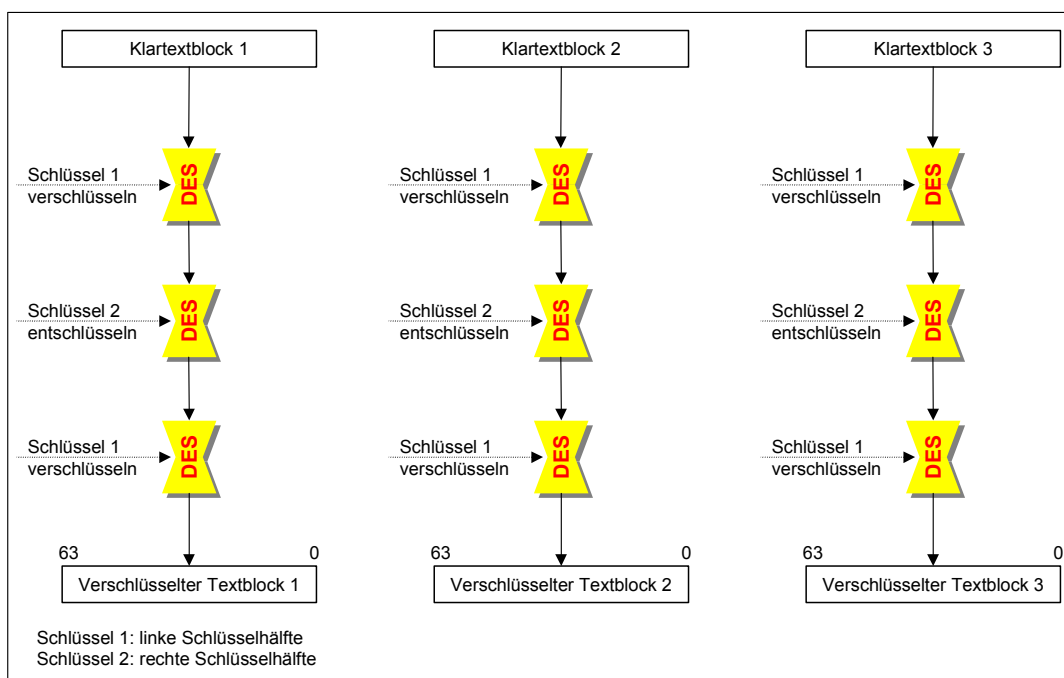 Klartextblock 1
Klartextblock 2
Klartextblock 3
Schlüssel 1
verschlüsseln
DES
Schlüssel 1
verschlüsseln
DES
Schlüssel 1
verschlüsseln
DES
Schlüssel 2
entschlüsseln
DES
Schlüssel 2
entschlüsseln
DES
Schlüssel 2
entschlüsseln
DES
Schlüssel 1
verschlüsseln
DES
Schlüssel 1
verschlüsseln
DES
Schlüssel 1
verschlüsseln
DES
63 0
63 0
63 0
Verschlüsselter Textblock 1
Verschlüsselter Textblock 2
Verschlüsselter Textblock 3
Schlüssel 1: linke Schlüsselhälfte
Schlüssel 2: rechte Schlüsselhälfte